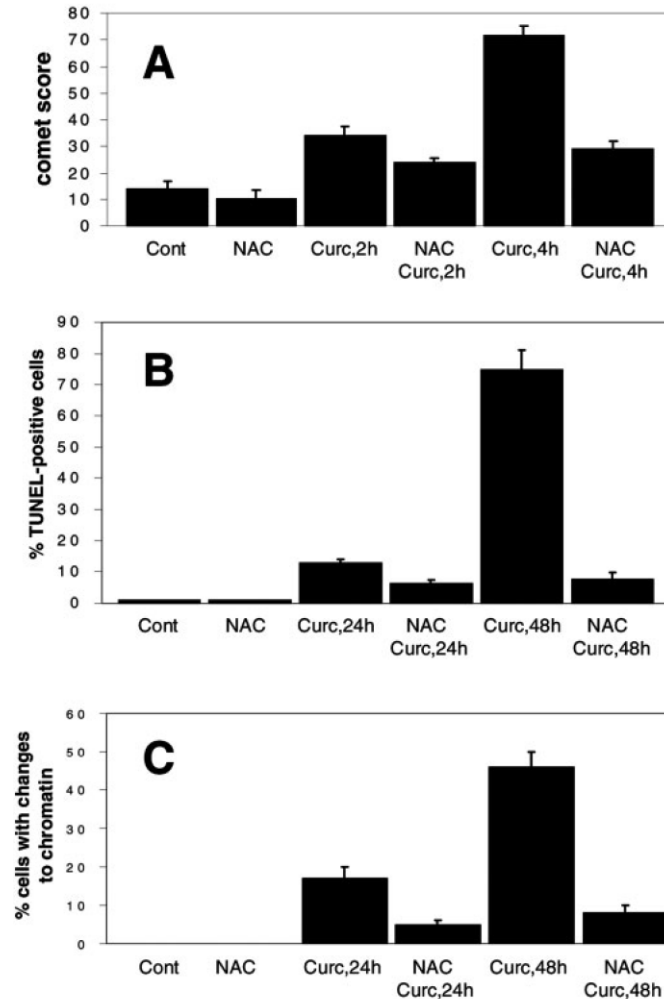 80
70
60
50
40
30
20
10
0
comet score
A
Cont NAC Curc,2h NAC Curc,4h NAC
Curc,2h Curc,4h
90
80
70
60
50
40
30
20
10
0
% TUNEL-positive cells
B
Cont NAC Curc,24h NAC Curc,48h NAC
Curc,24h Curc,48h
60
50
40
30
20
10
0
% cells with changes
to chromatin
C
Cont NAC Curc,24h NAC Curc,48h NAC
Curc,24h Curc,48h